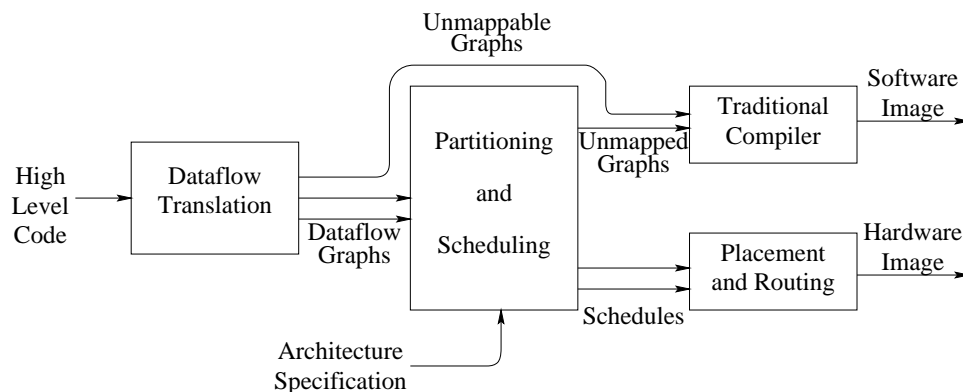 Unmappable
Graphs
High
Level
Code
Dataflow
Translation
Dataflow
Graphs
Partitioning
and
Scheduling
Architecture
Specification
Unmapped
Graphs
Traditional
Compiler
Software
Image
Schedules
Placement
and Routing
Hardware
Image